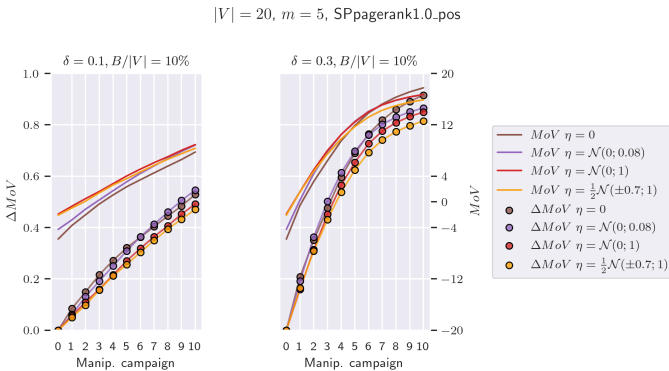 |V| = 20, m = 5, SPpagerank1.0_pos
δ = 0.1, B/|V| = 10%
δ = 0.3, B/|V| = 10%
1.0
0.8
0.6
0.4
0.2
0.0
ΔMoV
0 1 2 3 4 5 6 7 8 9 10
Manip. campaign
0 1 2 3 4 5 6 7 8 9 10
Manip. campaign
20
12
4
0
−4
−12
−20
MoV
MoV η = 0
MoV η = N(0; 0.08)
MoV η = N(0; 1)
MoV η = ½N(±0.7; 1)
ΔMoV η = 0
ΔMoV η = N(0; 0.08)
ΔMoV η = N(0; 1)
ΔMoV η = ½N(±0.7; 1)